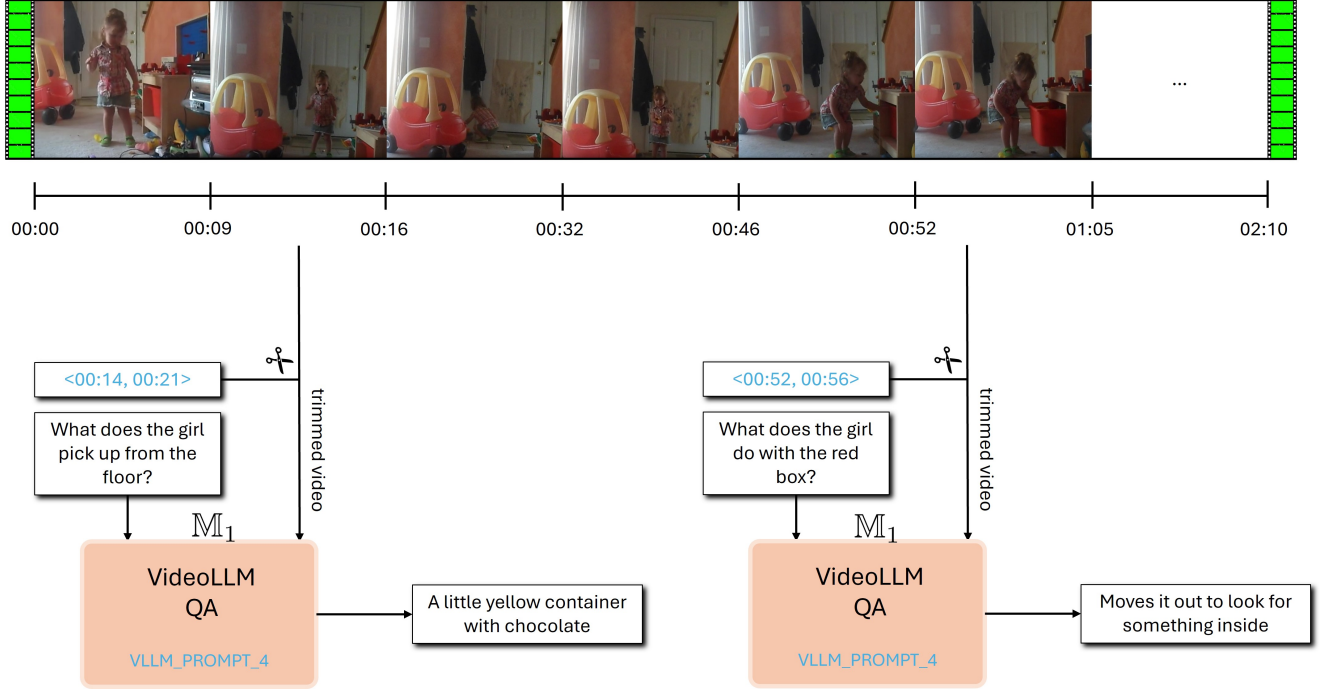 ...
00:00 00:09 00:16 00:32 00:46 00:52 01:05 02:10
<00:14, 00:21>
What does the girl
pick up from the
floor?
trimmed video
𝕄₁
VideoLLM
QA
VLLM_PROMPT_4
A little yellow container
with chocolate
<00:52, 00:56>
What does the girl
do with the red
box?
trimmed video
𝕄₁
VideoLLM
QA
VLLM_PROMPT_4
Moves it out to look for
something inside